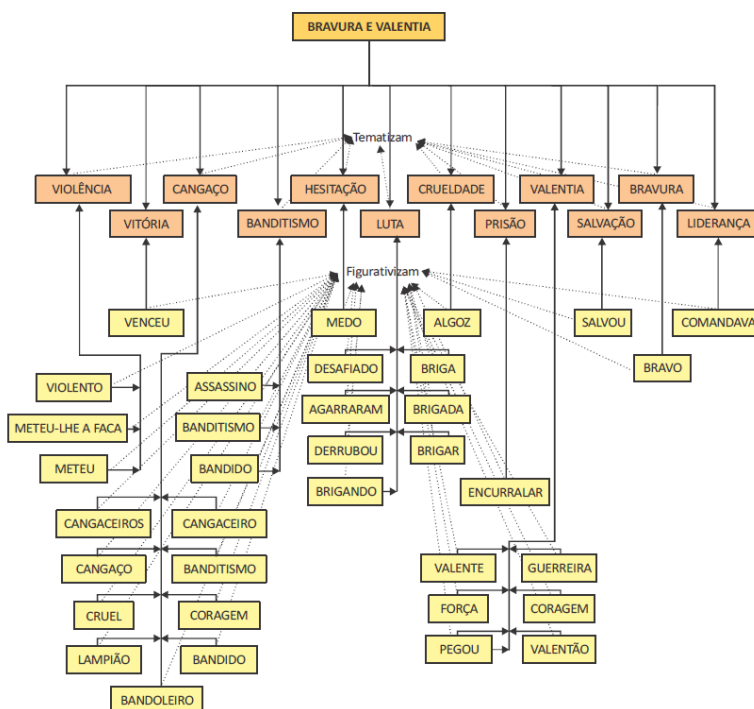 BRAVURA E VALENTIA
Tematizam
VIOLÊNCIA
CANGAÇO
HESITAÇÃO
CRUELDADE
VALENTIA
BRAVURA
VITÓRIA
BANDITISMO
LUTA
PRISÃO
SALVAÇÃO
LIDERANÇA
Figurativizam
VENCEU
MEDO
ALGOZ
SALVOU
COMANDAVA
DESAFIADO
BRIGA
BRAVO
VIOLENTO
ASSASSINO
AGARRARAM
BRIGADA
METEU-LHE A FACA
BANDITISMO
DERRUBOU
BRIGAR
METEU
BANDIDO
BRIGANDO
ENCURRALAR
CANGACEIROS
CANGACEIRO
CANGAÇO
BANDITISMO
VALENTE
GUERREIRA
CRUEL
CORAGEM
FORÇA
CORAGEM
LAMPIÃO
BANDIDO
PEGOU
VALENTÃO
BANDOLEIRO